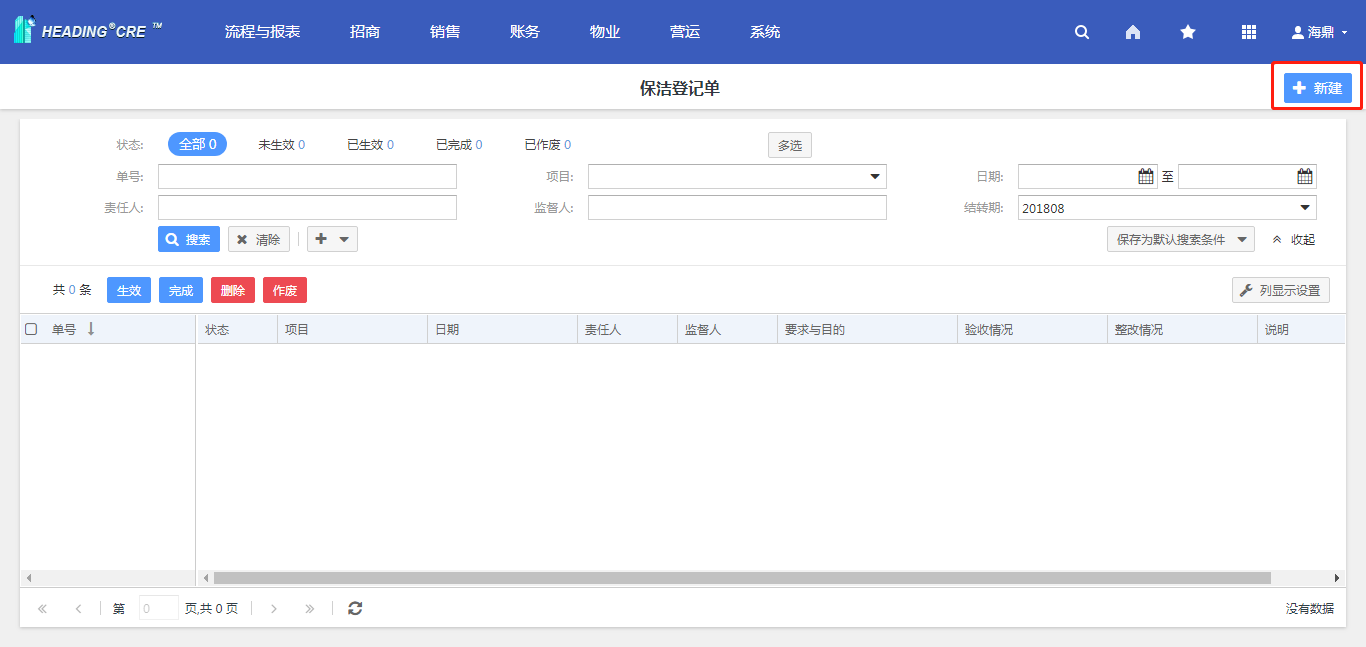 HEADING®CRE ™ 流程与报表 招商 销售 账务 物业 营运 系统 海鼎
保洁登记单 新建
状态: 全部 0 未生效 0 已生效 0 已完成 0 已作废 0 多选
单号: 项目: 日期: 至
责任人: 监督人: 结转期: 201808
搜索 清除 保存为默认搜索条件 收起
共 0 条 生效 完成 删除 作废 列显示设置
单号 状态 项目 日期 责任人 监督人 要求与目的 验收情况 整改情况 说明
第 0 页,共 0 页 没有数据